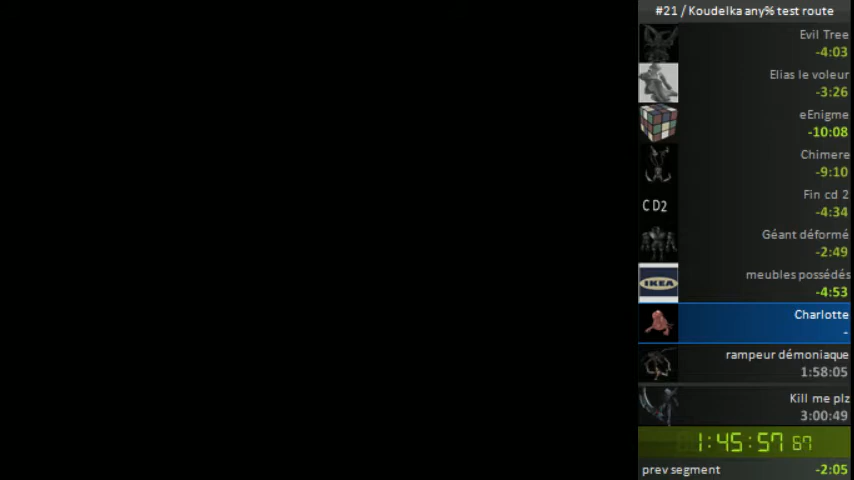 #21 / Koudelka any% test route
Evil Tree
-4:03
Elias le voleur
-3:26
eEnigme
-10:08
Chimere
-9:10
CD2
Fin cd 2
-4:34
Géant déformé
-2:49
IKEA
meubles possédés
-4:53
Charlotte
-
rampeur démoniaque
1:58:05
Kill me plz
3:00:49
1:45:57 67
prev segment -2:05